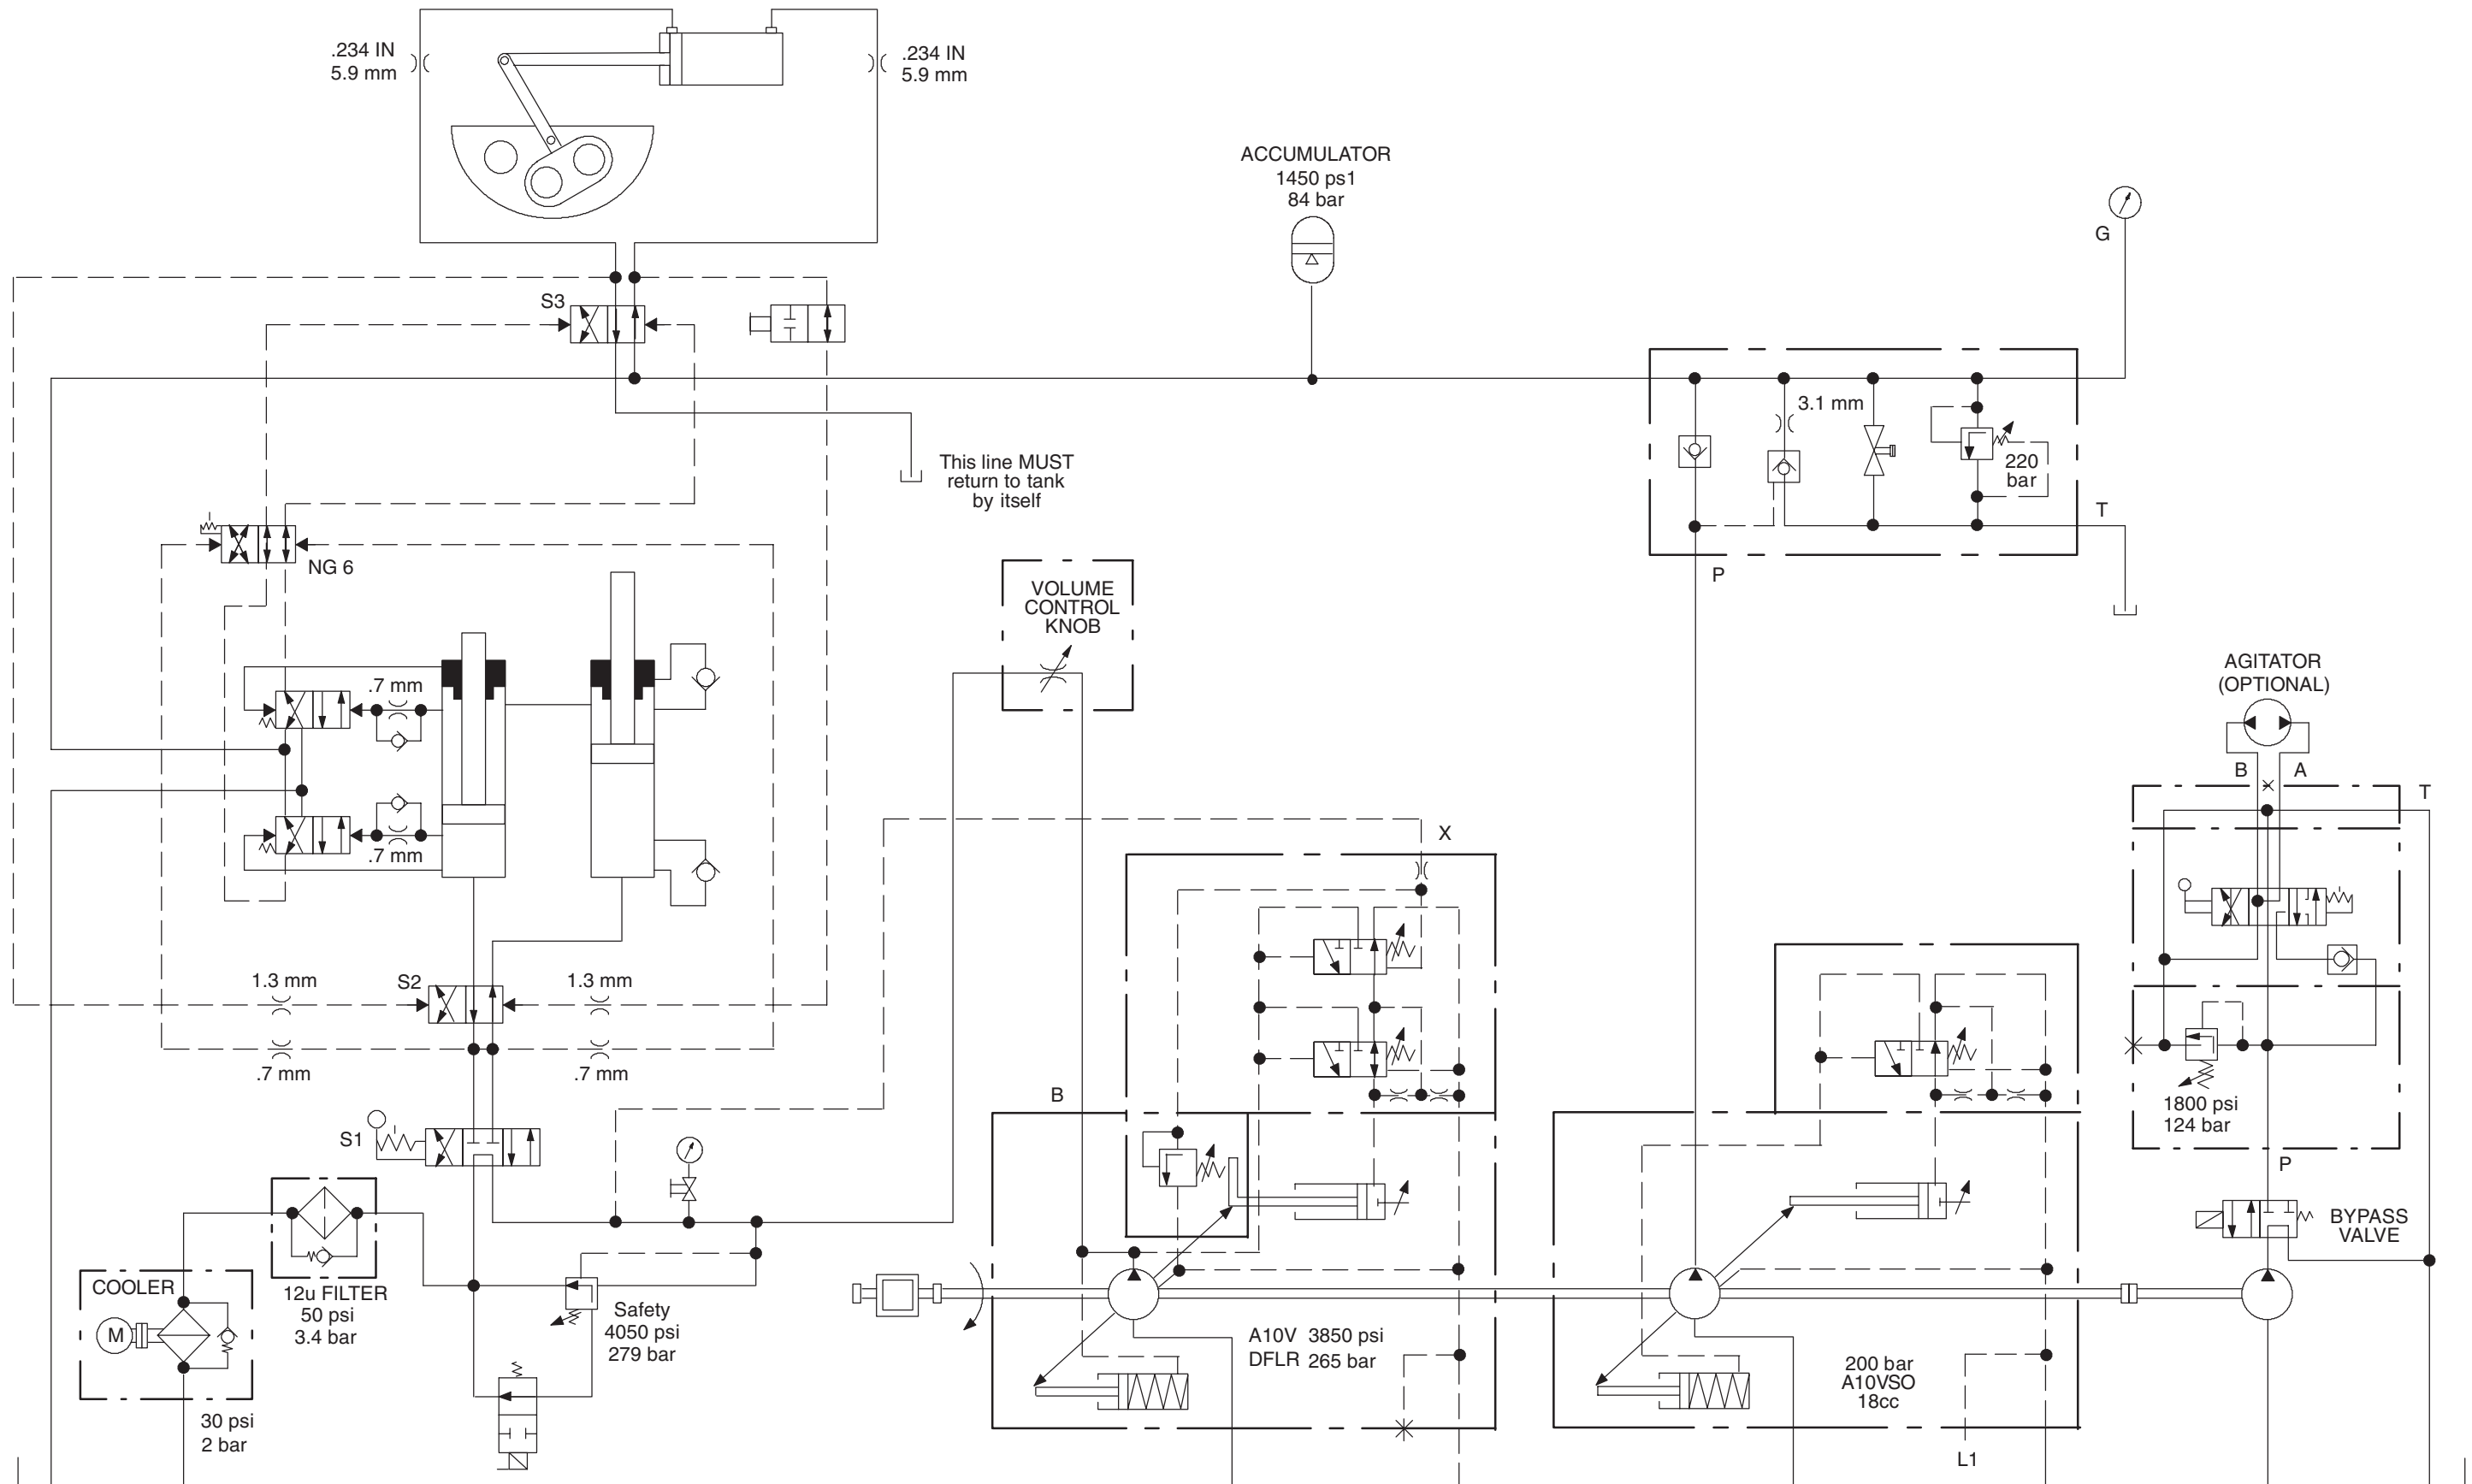 .234 IN
5.9 mm
.234 IN
5.9 mm
ACCUMULATOR
1450 ps1
84 bar
G
S3
3.1 mm
220
bar
This line MUST
return to tank
by itself
T
NG 6
P
VOLUME
CONTROL
KNOB
AGITATOR
(OPTIONAL)
.7 mm
B
A
T
.7 mm
X
1.3 mm
S2
1.3 mm
.7 mm
.7 mm
B
1800 psi
124 bar
S1
P
BYPASS
VALVE
COOLER
12u FILTER
50 psi
3.4 bar
Safety
4050 psi
279 bar
M
A10V 3850 psi
DFLR 265 bar
200 bar
A10VSO
18cc
30 psi
2 bar
L1